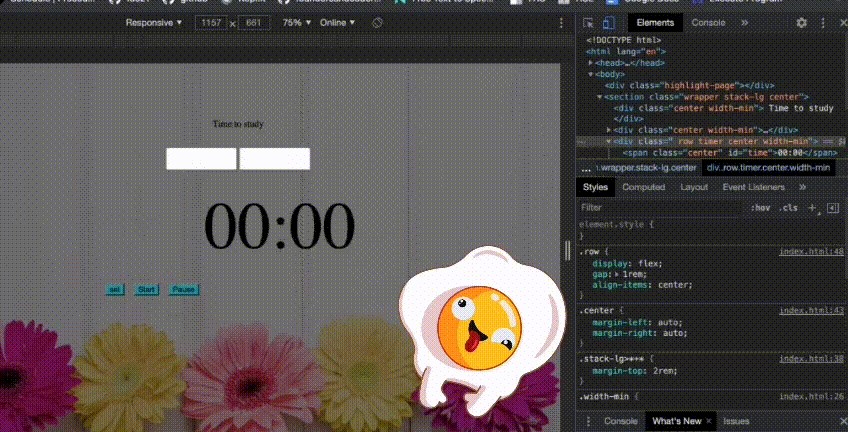 Responsive ▾ 1157 × 661 75% ▾ Online ▾
Elements Console »
<!DOCTYPE html>
<html lang="en">
▸<head>…</head>
▾<body>
<div class="highlight-page"></div>
▾<section class="wrapper stack-lg center">
<div class="center width-min"> Time to study
</div>
▸<div class="center width-min">…</div>
▾<div class=" row timer center width-min">
<span class="center" id="time">00:00</span>
… .wrapper.stack-lg.center div.row.timer.center.width-min
Styles Computed Layout Event Listeners »
Filter :hov .cls +
element.style {
}
.row { index.html:48
display: flex;
gap: ▸ 1rem;
align-items: center;
}
.center { index.html:43
margin-left: auto;
margin-right: auto;
}
.stack-lg>*+* { index.html:38
margin-top: 2rem;
}
.width-min { index.html:26
Console What's New × Issues
Time to study
00:00
set Start Pause